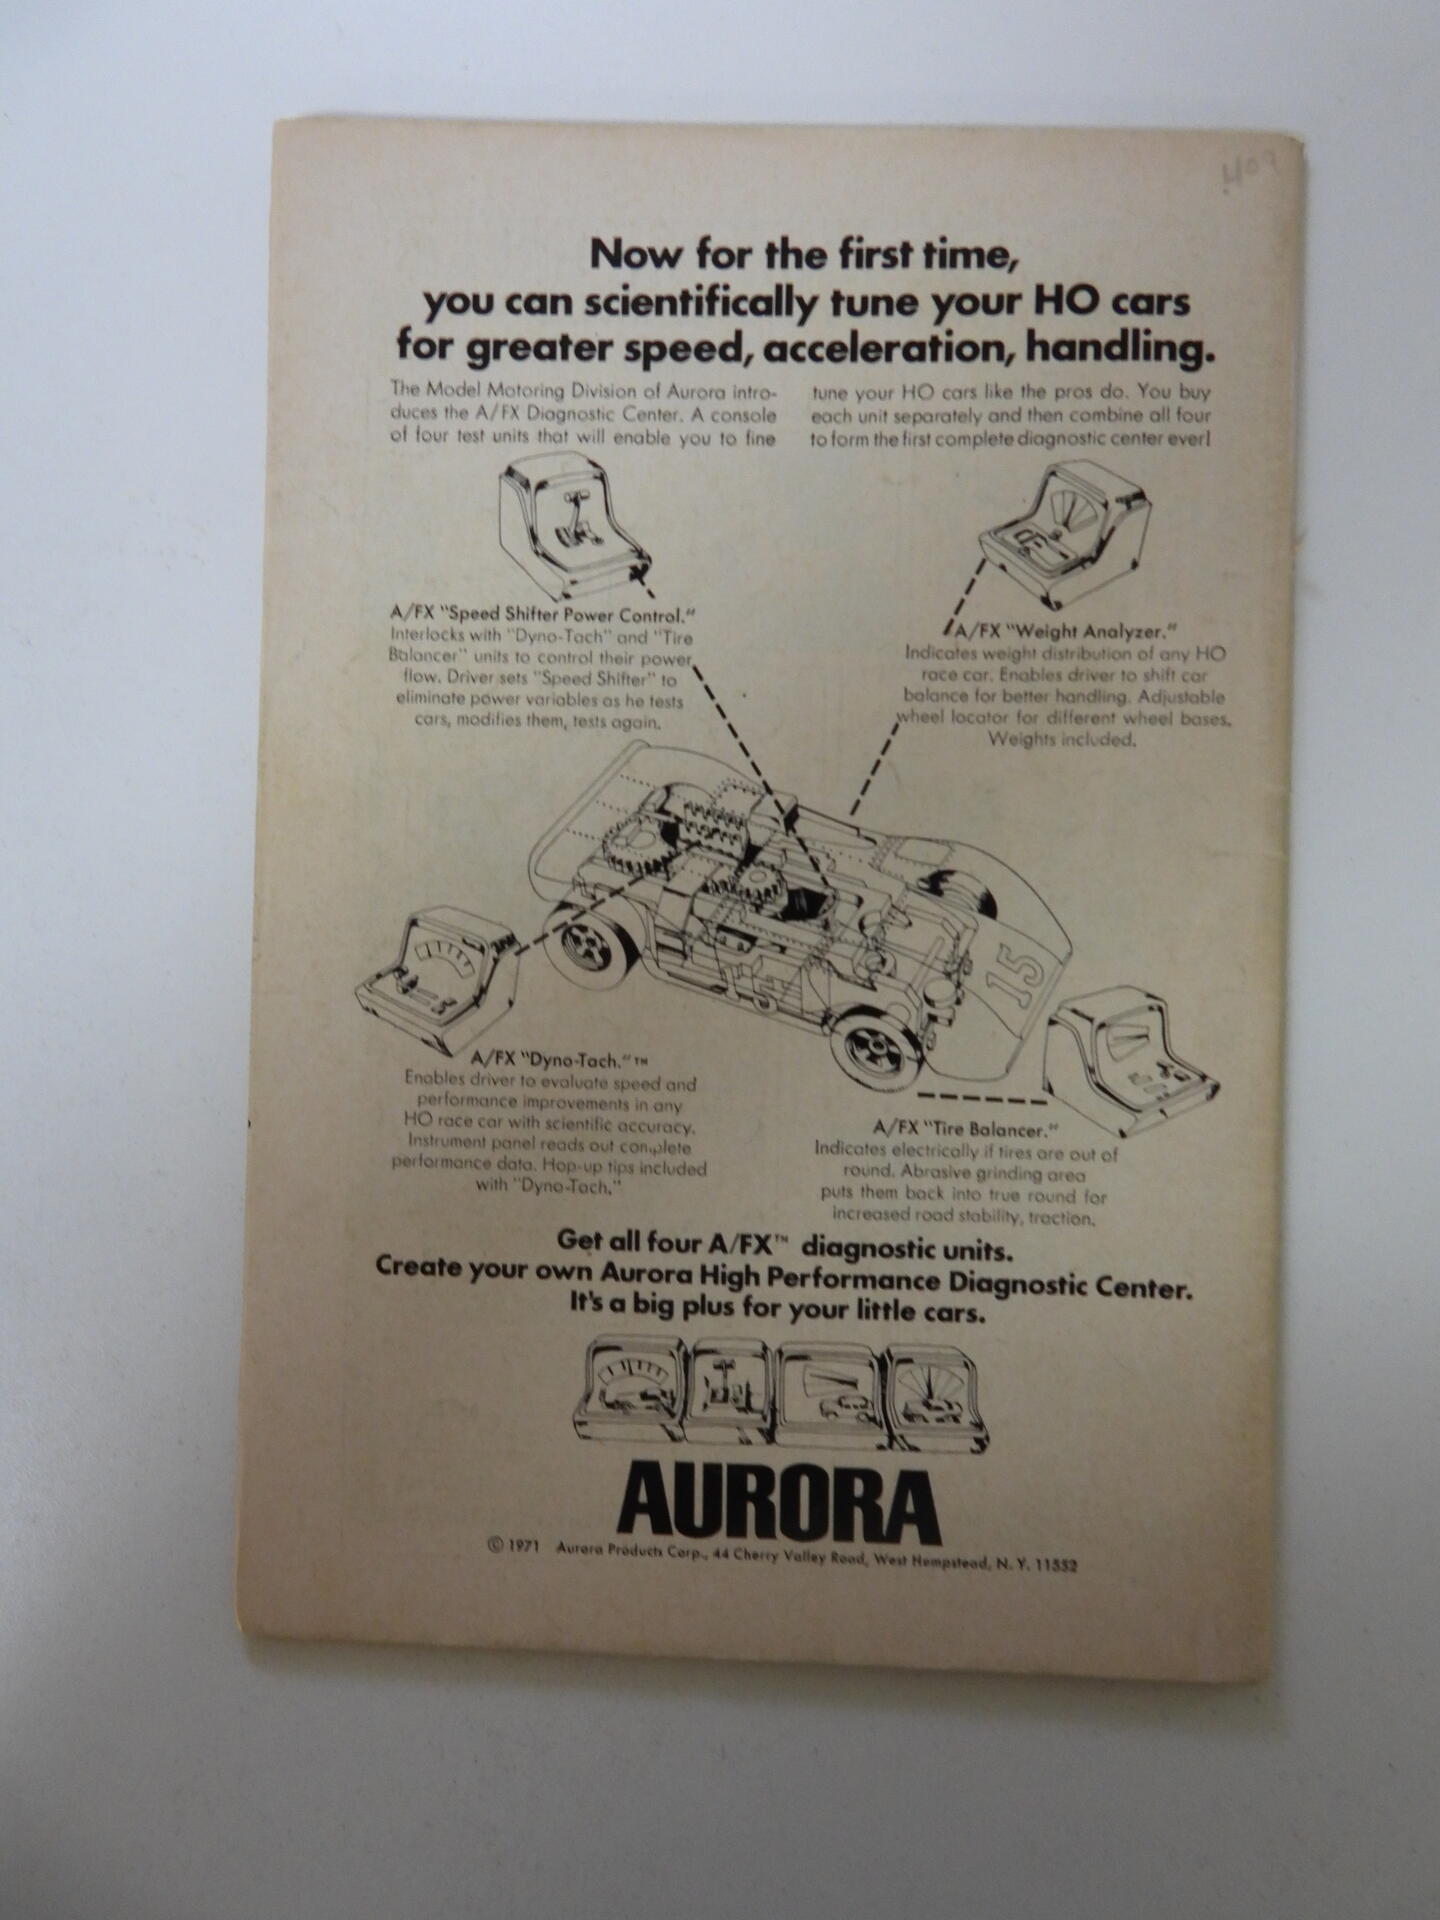 409
Now for the first time,
you can scientifically tune your HO cars
for greater speed, acceleration, handling.
The Model Motoring Division of Aurora intro-
duces the A/FX Diagnostic Center. A console
of four test units that will enable you to fine
tune your HO cars like the pros do. You buy
each unit separately and then combine all four
to form the first complete diagnostic center ever!
A/FX "Speed Shifter Power Control."
Interlocks with "Dyno-Tach" and "Tire
Balancer" units to control their power
flow. Driver sets "Speed Shifter" to
eliminate power variables as he tests
cars, modifies them, tests again.
A/FX "Weight Analyzer."
Indicates weight distribution of any HO
race car. Enables driver to shift car
balance for better handling. Adjustable
wheel locator for different wheel bases.
Weights included.
15
15
A/FX "Dyno-Tach."™
Enables driver to evaluate speed and
performance improvements in any
HO race car with scientific accuracy.
Instrument panel reads out complete
performance data. Hop-up tips included
with "Dyno-Tach."
A/FX "Tire Balancer."
Indicates electrically if tires are out of
round. Abrasive grinding area
puts them back into true round for
increased road stability, traction.
Get all four A/FX™ diagnostic units.
Create your own Aurora High Performance Diagnostic Center.
It's a big plus for your little cars.
AURORA
© 1971 Aurora Products Corp., 44 Cherry Valley Road, West Hempstead, N. Y. 11552